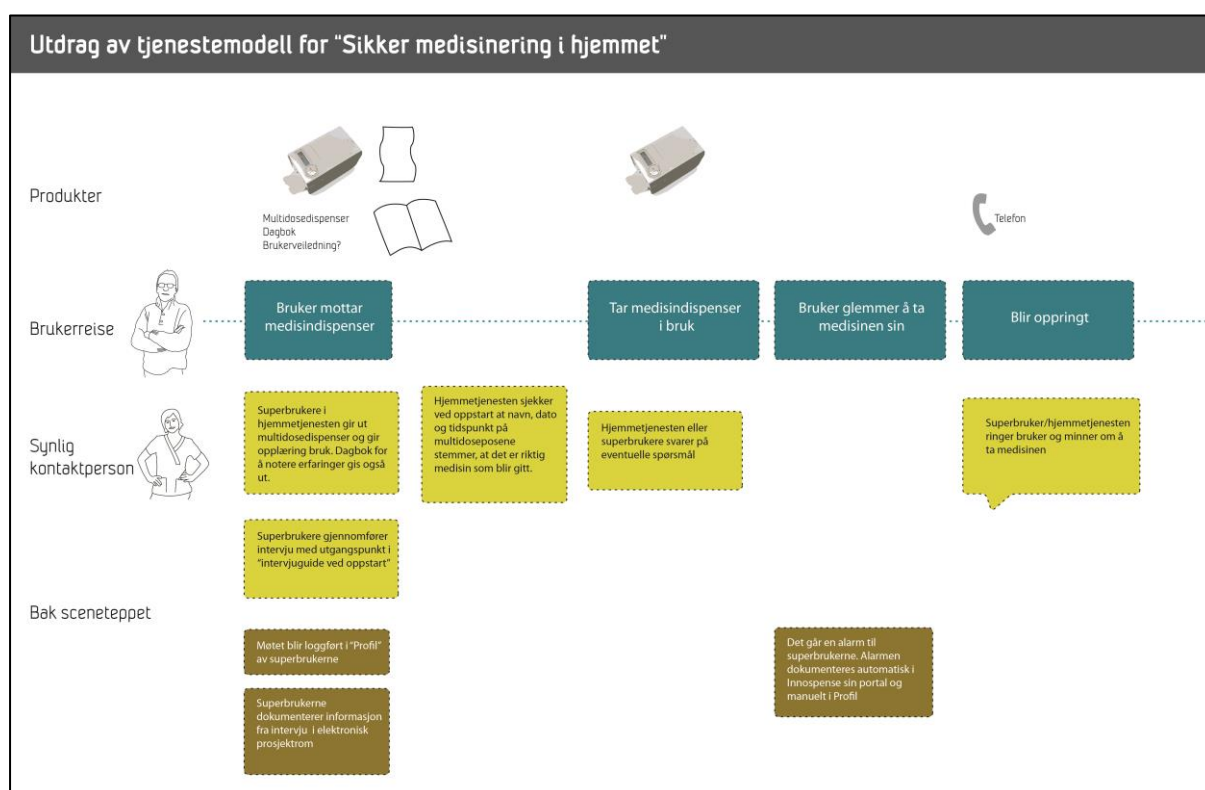 Utdrag av tjenestemodell for "Sikker medisinering i hjemmet"
Produkter
Multidosedispenser
Dagbok
Brukerveiledning?
Telefon
Brukerreise
Bruker mottar
medisindispenser
Tar medisindispenser
i bruk
Bruker glemmer å ta
medisinen sin
Blir oppringt
Synlig
kontaktperson
Superbrukere i
hjemmetjenesten gir ut
multidosedispenser og gir
opplæring bruk. Dagbok for
å notere erfaringer gis også
ut.
Hjemmetjenesten sjekker
ved oppstart at navn, dato
og tidspunkt på
multidoseposene
stemmer, at det er riktig
medisin som blir gitt.
Hjemmetjenesten eller
superbrukere svarer på
eventuelle spørsmål
Superbruker/hjemmetjenesten
ringer bruker og minner om å
ta medisinen
Superbrukere gjennomfører
intervju med utgangspunkt i
"intervjuguide ved oppstart"
Bak sceneteppet
Møtet blir loggført i "Profil"
av superbrukerne
Superbrukerne
dokumenterer informasjon
fra intervju i elektronisk
prosjektrom
Det går en alarm til
superbrukerne. Alarmen
dokumenteres automatisk i
Innospense sin portal og
manuelt i Profil